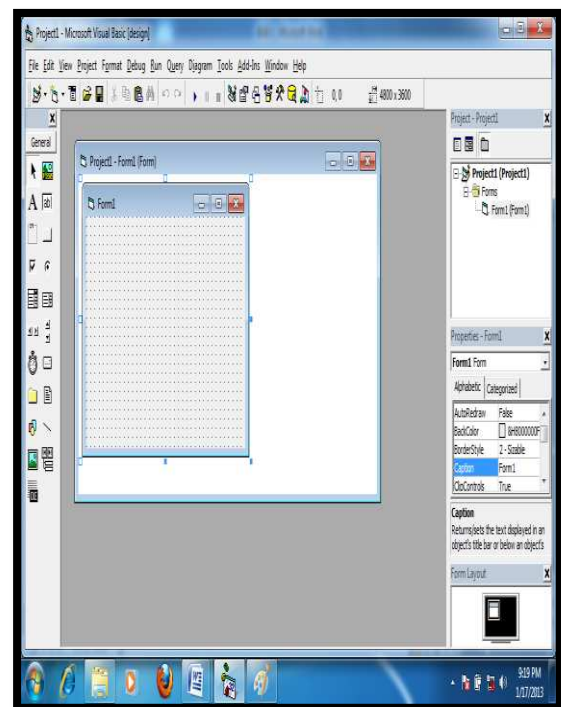 Project1 - Microsoft Visual Basic [design]
File Edit View Project Format Debug Run Query Diagram Tools Add-Ins Window Help
0,0 4800 x 3600
General
Project1 - Form1 (Form)
Form1
Project - Project1
Project1 (Project1)
Forms
Form1 (Form1)
Properties - Form1
Form1 Form
Alphabetic Categorized
AutoRedraw False
BackColor &H8000000F
BorderStyle 2 - Sizable
Caption Form1
ClipControls True
Caption
Returns/sets the text displayed in an
object's title bar or below an object's
Form Layout
9:19 PM
1/17/2013